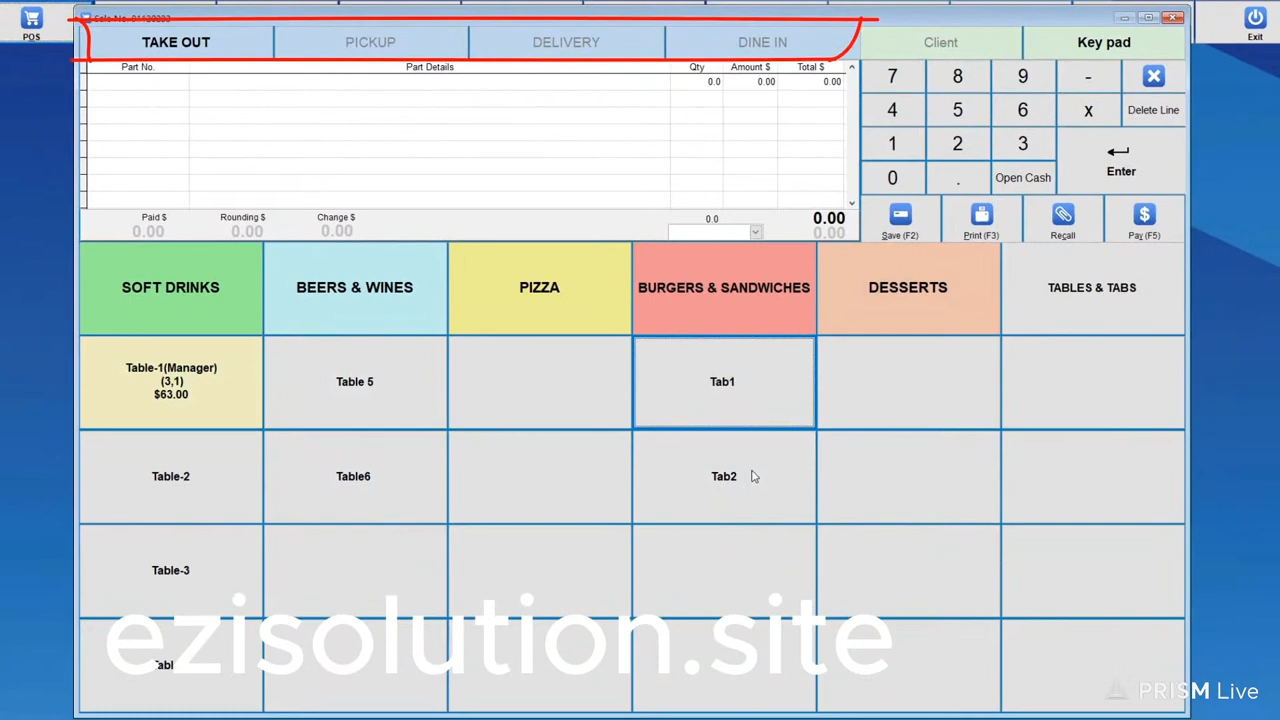 POS
Exit
TAKE OUT PICKUP DELIVERY DINE IN Client Key pad
Part No. Part Details Qty Amount $ Total $
0.0 0.00 0.00
7 8 9 -
4 5 6 x Delete Line
1 2 3
Enter
0 . Open Cash
Paid $ Rounding $ Change $ 0.0 0.00
0.00 0.00 0.00 0.00
Save (F2) Print (F3) Recall Pay (F5)
SOFT DRINKS BEERS & WINES PIZZA BURGERS & SANDWICHES DESSERTS TABLES & TABS
Table-1(Manager)
(3,1)
$63.00
Table 5
Tab1
Table-2 Table6 Tab2
Table-3
ezisolution.site
PRISM Live